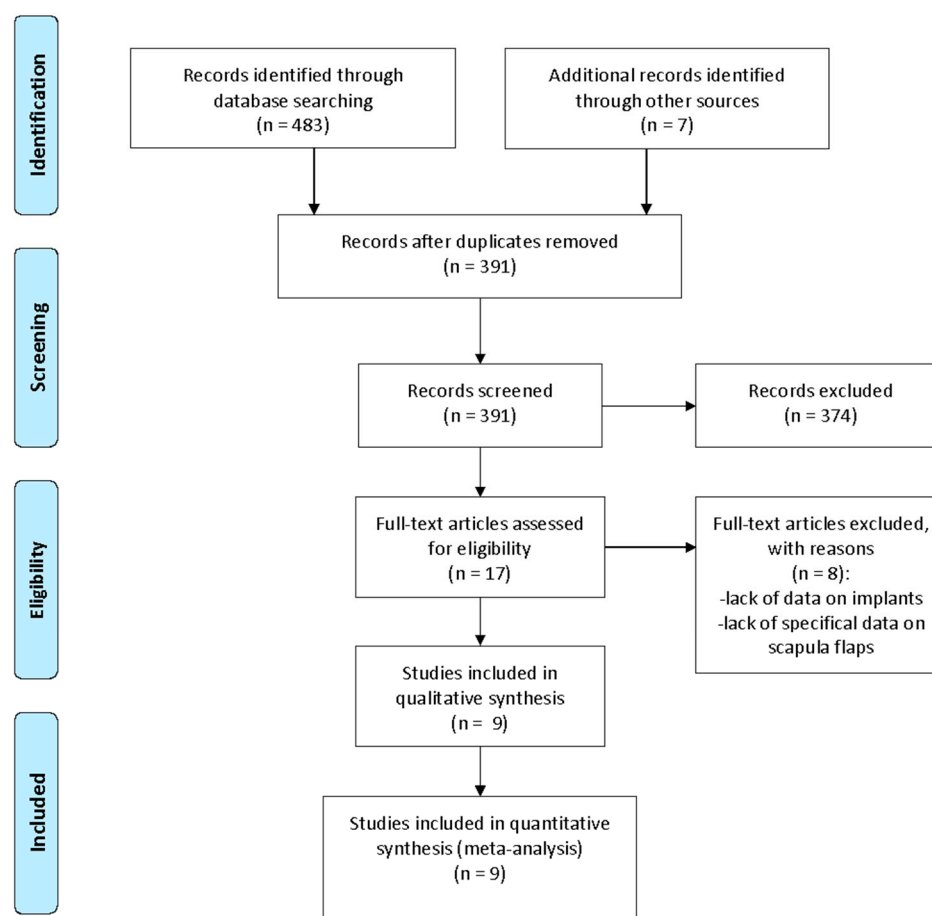 Identification
Records identified through
database searching
(n = 483)
Additional records identified
through other sources
(n = 7)
Records after duplicates removed
(n = 391)
Screening
Records screened
(n = 391)
Records excluded
(n = 374)
Eligibility
Full-text articles assessed
for eligibility
(n = 17)
Full-text articles excluded,
with reasons
(n = 8):
-lack of data on implants
-lack of specifical data on
scapula flaps
Studies included in
qualitative synthesis
(n = 9)
Included
Studies included in quantitative
synthesis (meta-analysis)
(n = 9)